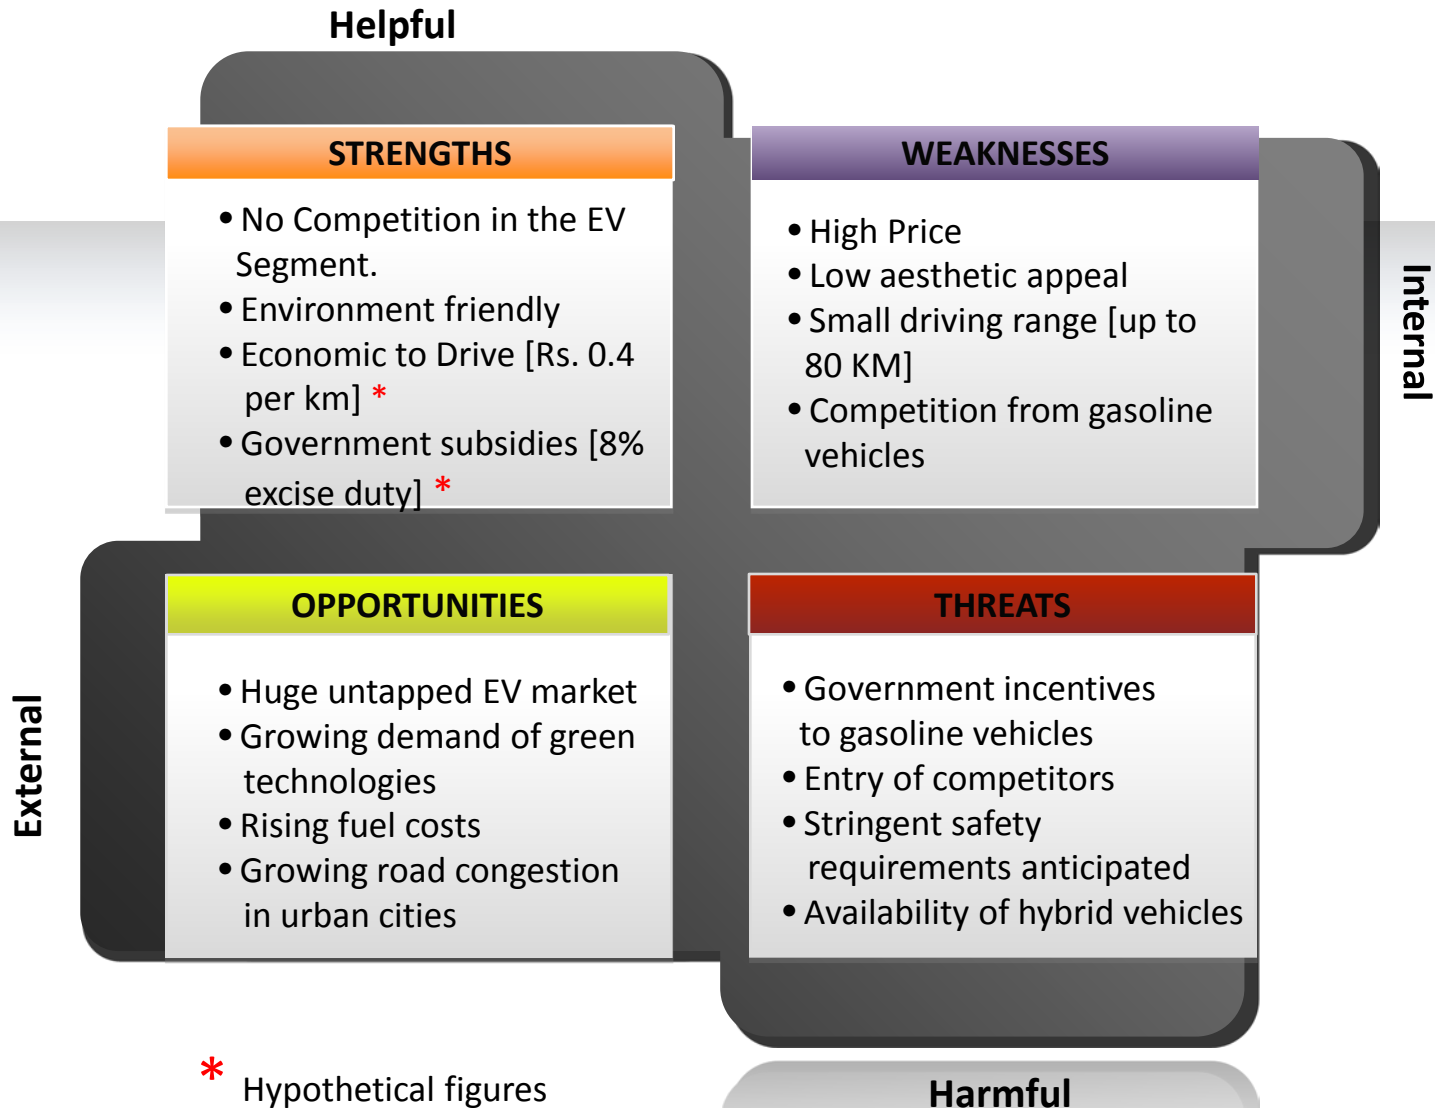 Helpful
STRENGTHS
• No Competition in the EV
Segment.
• Environment friendly
• Economic to Drive [Rs. 0.4
per km] *
• Government subsidies [8%
excise duty] *
WEAKNESSES
• High Price
• Low aesthetic appeal
• Small driving range [up to
80 KM]
• Competition from gasoline
vehicles
Internal
External
OPPORTUNITIES
• Huge untapped EV market
• Growing demand of green
technologies
• Rising fuel costs
• Growing road congestion
in urban cities
THREATS
• Government incentives
to gasoline vehicles
• Entry of competitors
• Stringent safety
requirements anticipated
• Availability of hybrid vehicles
* Hypothetical figures
Harmful